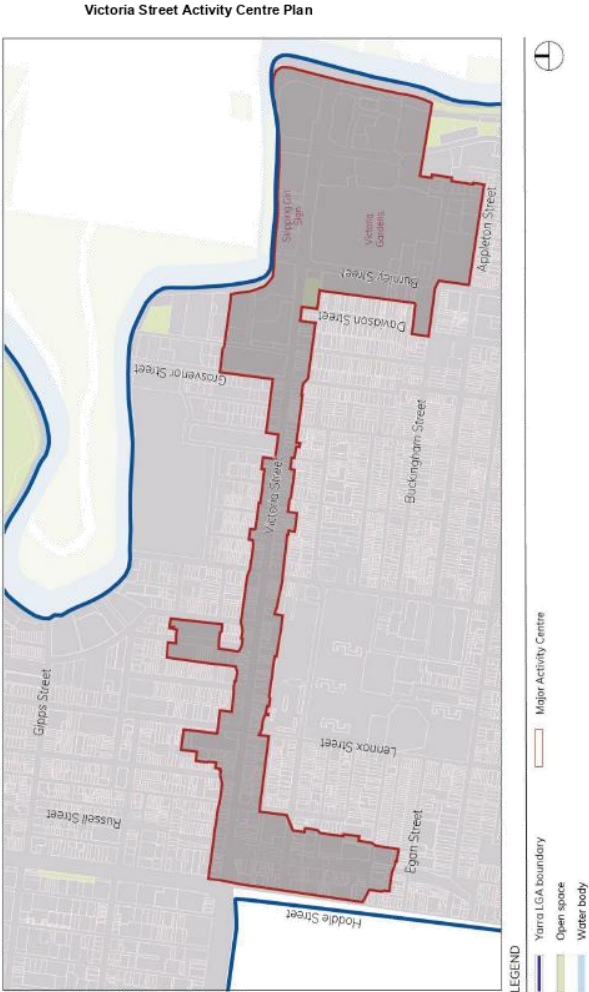 Victoria Street Activity Centre Plan
Skipping Girl
Sign
Victoria
Gardens
Appleton Street
Burnley Street
Davidson Street
Grosvenor Street
Buckingham Street
Victoria Street
Gipps Street
Lennox Street
Russell Street
Egan Street
Hoddle Street
LEGEND
Yarra LGA boundary
Major Activity Centre
Open space
Water body